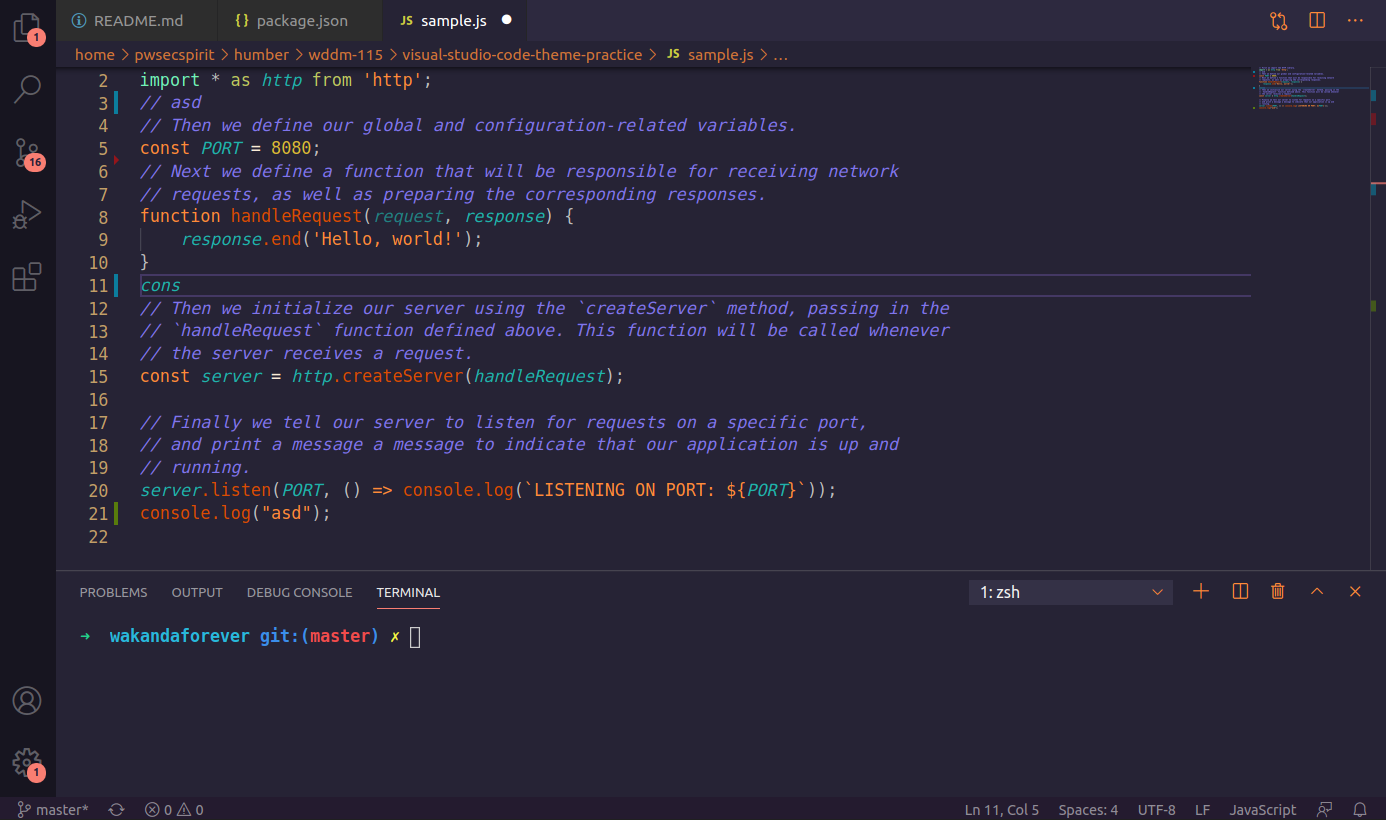 1
16
1
README.md
{} package.json
JS sample.js
home > pwsecspirit > humber > wddm-115 > visual-studio-code-theme-practice > JS sample.js > ...
2 import * as http from 'http';
3 // asd
4 // Then we define our global and configuration-related variables.
5 const PORT = 8080;
6 // Next we define a function that will be responsible for receiving network
7 // requests, as well as preparing the corresponding responses.
8 function handleRequest(request, response) {
9     response.end('Hello, world!');
10 }
11 cons
12 // Then we initialize our server using the `createServer` method, passing in the
13 // `handleRequest` function defined above. This function will be called whenever
14 // the server receives a request.
15 const server = http.createServer(handleRequest);
16
17 // Finally we tell our server to listen for requests on a specific port,
18 // and print a message a message to indicate that our application is up and
19 // running.
20 server.listen(PORT, () => console.log(`LISTENING ON PORT: ${PORT}`));
21 console.log("asd");
22
PROBLEMS OUTPUT DEBUG CONSOLE TERMINAL 1: zsh
➜ wakandaforever git:(master) ✗
master* 0 0 Ln 11, Col 5 Spaces: 4 UTF-8 LF JavaScript